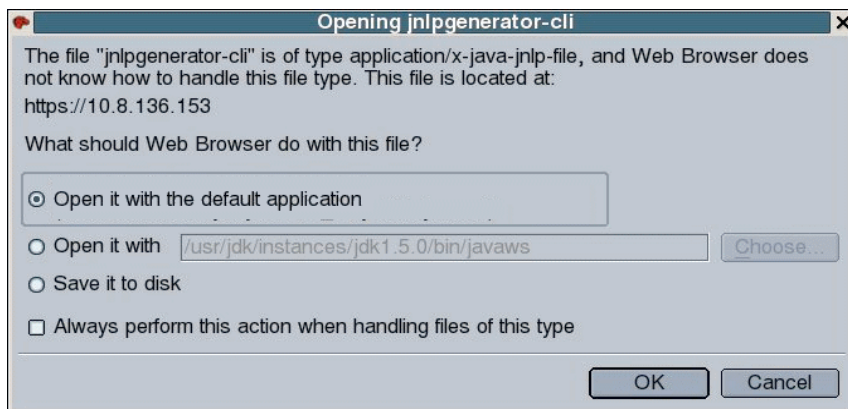 Opening jnlpgenerator-cli
The file "jnlpgenerator-cli" is of type application/x-java-jnlp-file, and Web Browser does
not know how to handle this file type. This file is located at:
https://10.8.136.153
What should Web Browser do with this file?
Open it with the default application
Open it with /usr/jdk/instances/jdk1.5.0/bin/javaws Choose...
Save it to disk
Always perform this action when handling files of this type
OK Cancel